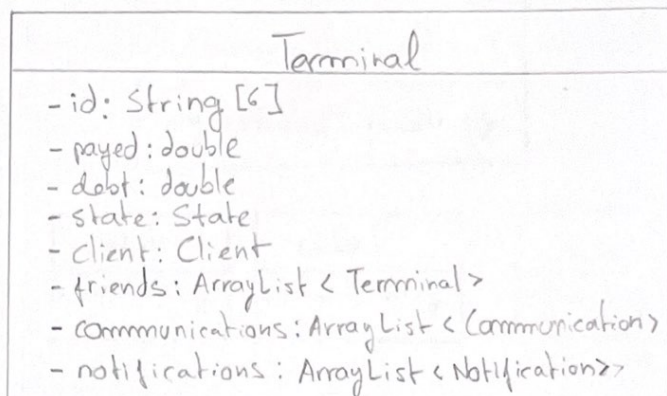 Terminal
- id: String [6]
- payed: double
- debt: double
- state: State
- client: Client
- friends: ArrayList < Terminal >
- communications: ArrayList < Communication >
- notifications: ArrayList < Notification >